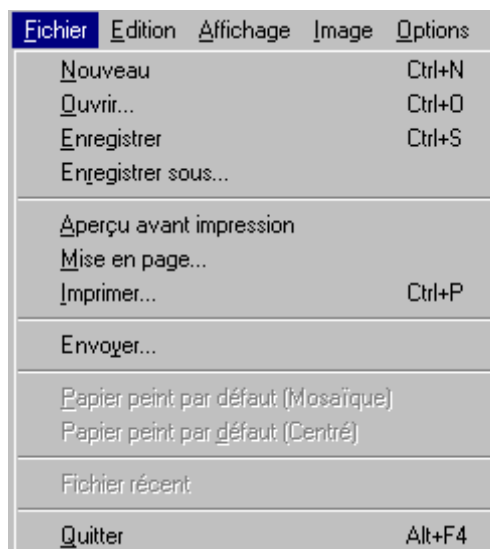 Fichier Edition Affichage Image Options
Nouveau Ctrl+N
Ouvrir... Ctrl+O
Enregistrer Ctrl+S
Enregistrer sous...
Aperçu avant impression
Mise en page...
Imprimer... Ctrl+P
Envoyer...
Papier peint par défaut (Mosaïque)
Papier peint par défaut (Centré)
Fichier récent
Quitter Alt+F4